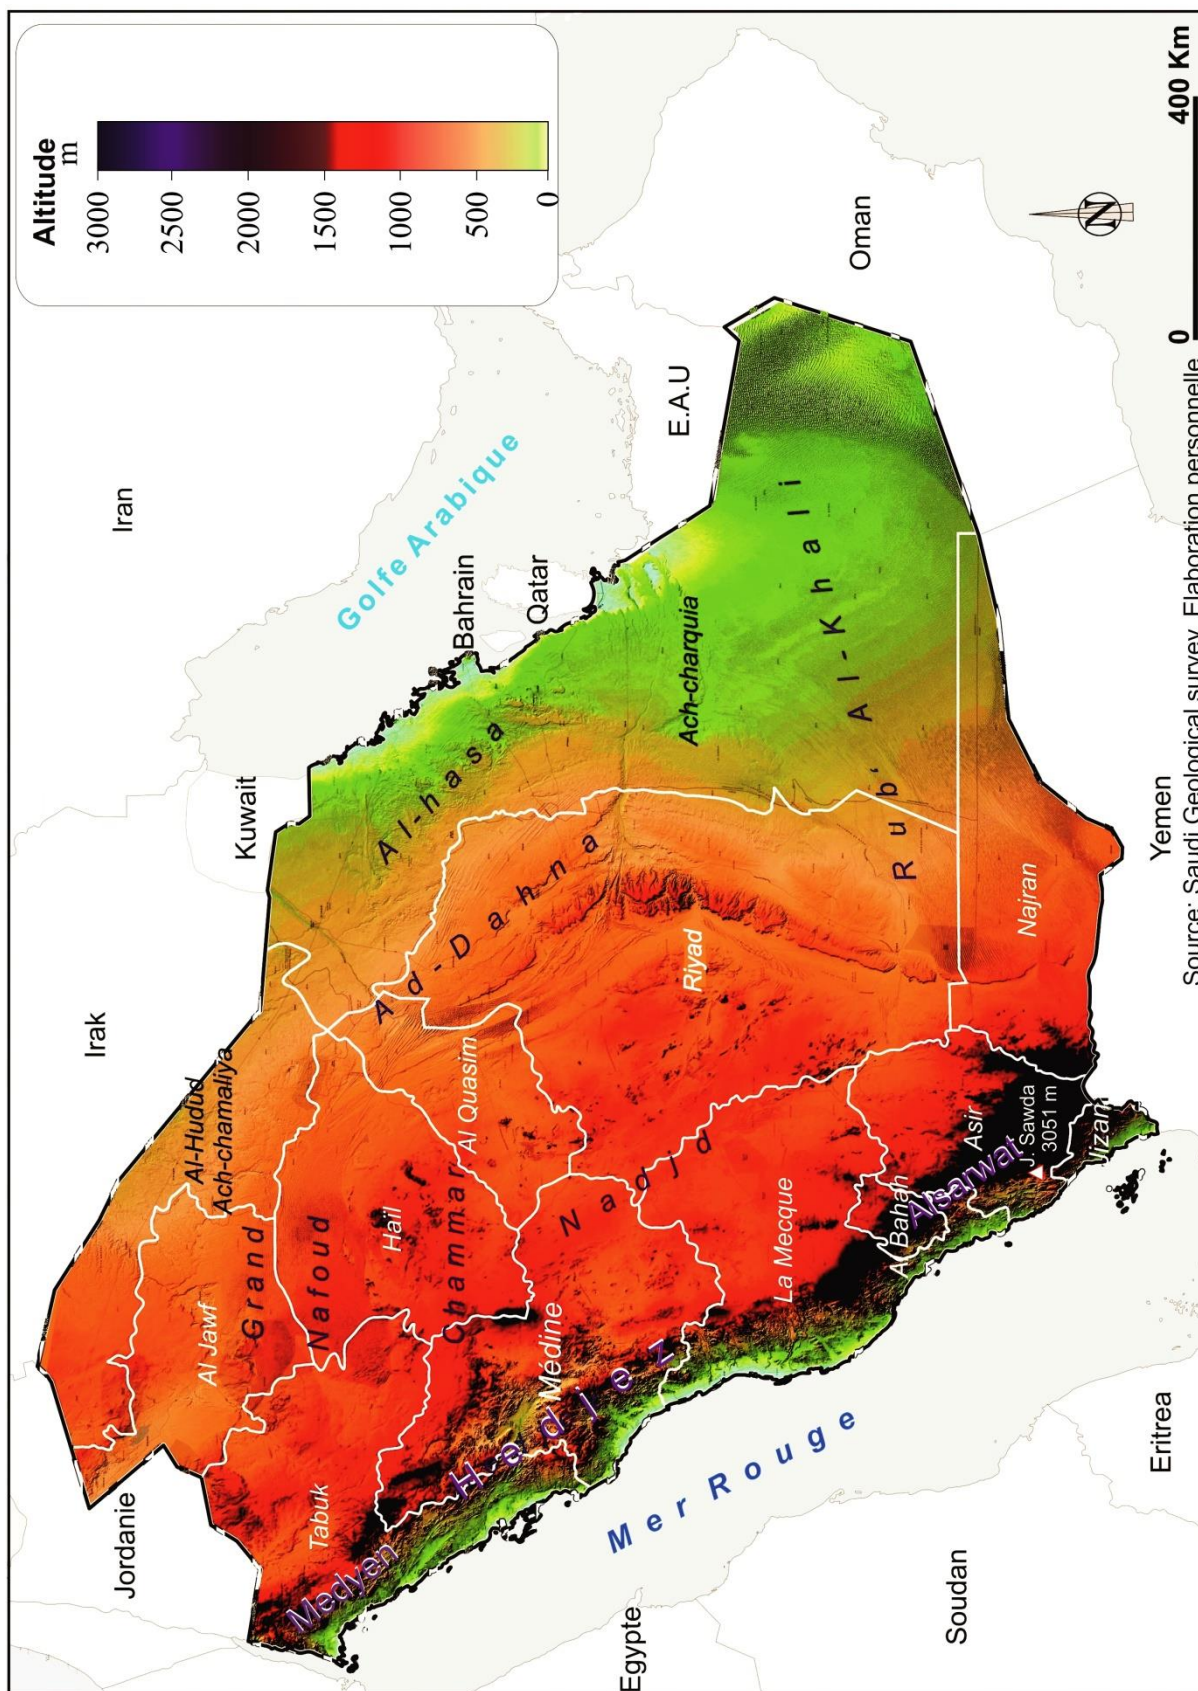 Altitude
m
3000
2500
2000
1500
1000
500
0
Jordanie
Irak
Iran
Kuwait
Golfe Arabique
Bahrain
Qatar
E.A.U
Oman
Al-Hudud
Ach-chamaliya
Al Jawf
Grand
Nafoud
Tabuk
Haïl
Chammar
Al Quasim
Ad-Dahna
Al-hasa
Medyen
Hedjez
Médine
Nadjd
Riyad
Ach-charquia
Rub' Al-Khali
La Mecque
Al Bahah
Alsarwat
Asir
J. Sawda
3051 m
Jizan
Najran
Mer Rouge
Egypte
Soudan
Eritrea
Yemen
N
0 400 Km
Source: Saudi Geological survey. Elaboration personnelle